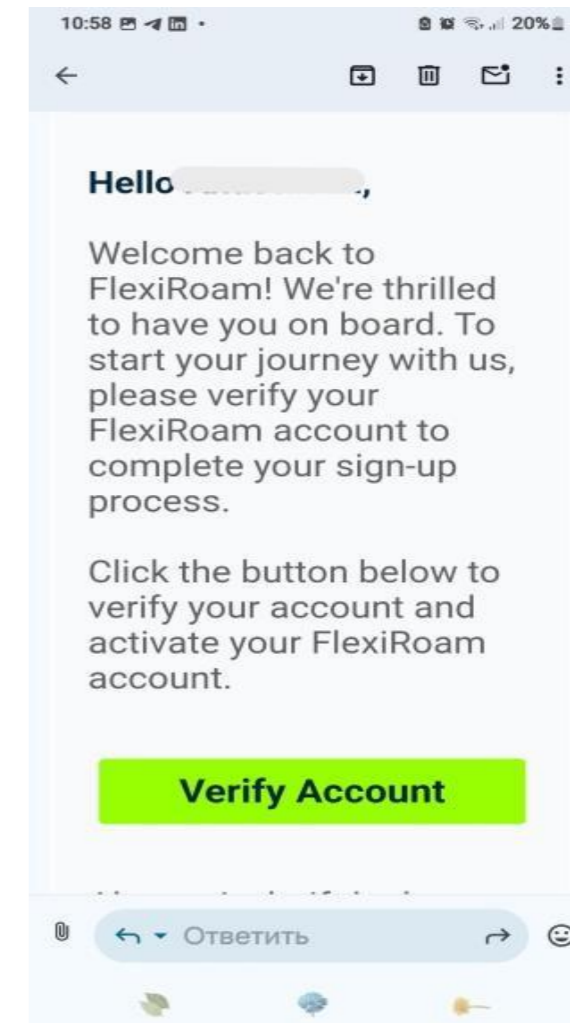 10:58
20%
Hello ,
Welcome back to
FlexiRoam! We're thrilled
to have you on board. To
start your journey with us,
please verify your
FlexiRoam account to
complete your sign-up
process.
Click the button below to
verify your account and
activate your FlexiRoam
account.
Verify Account
Ответить